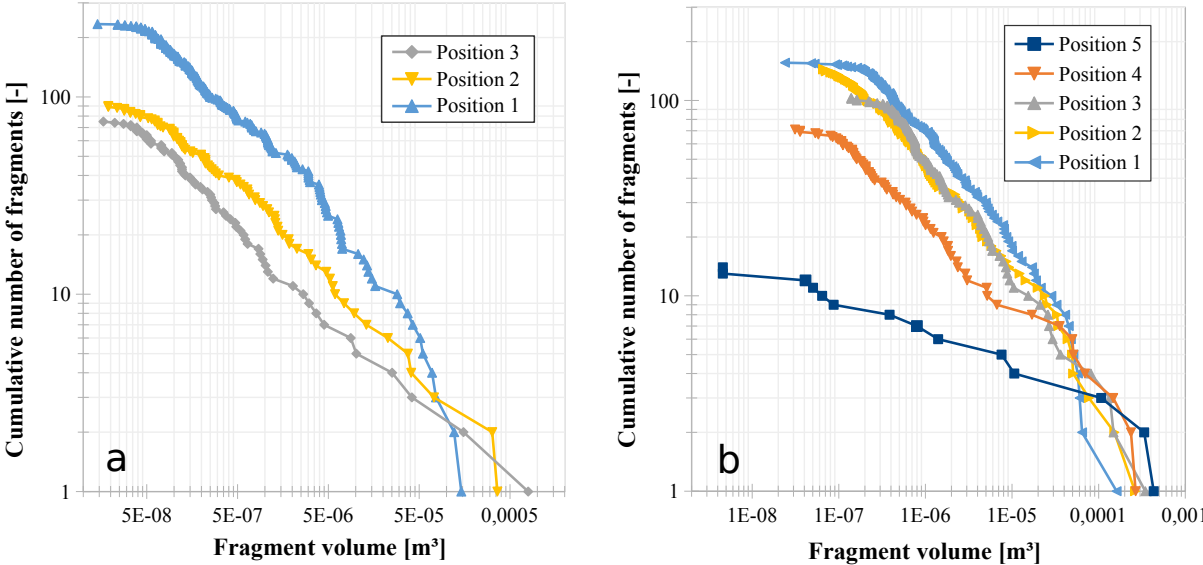 Cumulative number of fragments [-]
100
10
1
Position 3
Position 2
Position 1
a
5E-08
5E-07
5E-06
5E-05
0,0005
Fragment volume [m³]
Cumulative number of fragments [-]
100
10
1
Position 5
Position 4
Position 3
Position 2
Position 1
b
1E-08
1E-07
1E-06
1E-05
0,0001
0,001
Fragment volume [m³]